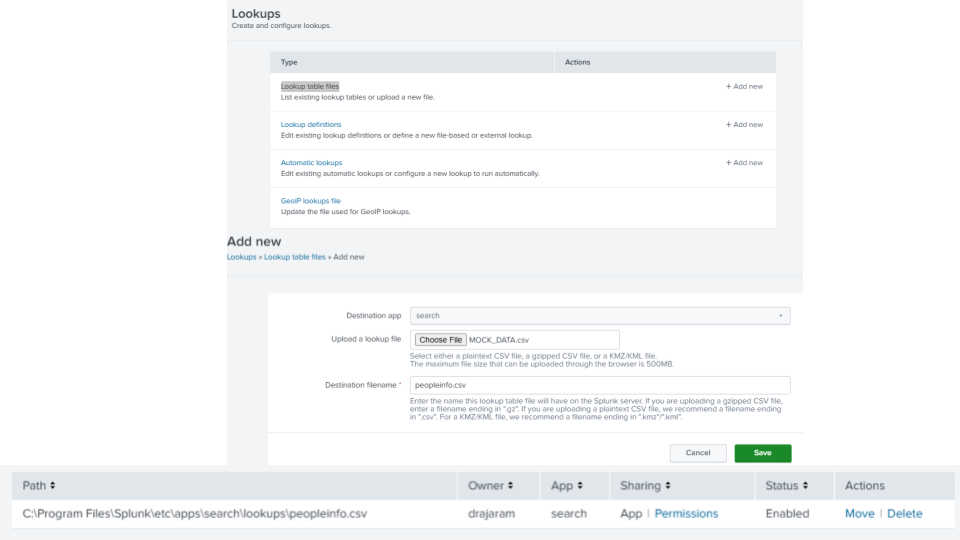 Lookups
Create and configure lookups.
Type Actions
Lookup table files + Add new
List existing lookup tables or upload a new file.
Lookup definitions + Add new
Edit existing lookup definitions or define a new file-based or external lookup.
Automatic lookups + Add new
Edit existing automatic lookups or configure a new lookup to run automatically.
GeoIP lookups file
Update the file used for GeoIP lookups.
Add new
Lookups » Lookup table files » Add new
Destination app search
Upload a lookup file Choose File MOCK_DATA.csv
Select either a plaintext CSV file, a gzipped CSV file, or a KMZ/KML file.
The maximum file size that can be uploaded through the browser is 500MB.
Destination filename * peopleinfo.csv
Enter the name this lookup table file will have on the Splunk server. If you are uploading a gzipped CSV file,
enter a filename ending in ".gz". If you are uploading a plaintext CSV file, we recommend a filename ending
in ".csv". For a KMZ/KML file, we recommend a filename ending in ".kmz"/".kml".
Cancel Save
Path Owner App Sharing Status Actions
C:\Program Files\Splunk\etc\apps\search\lookups\peopleinfo.csv drajaram search App | Permissions Enabled Move | Delete